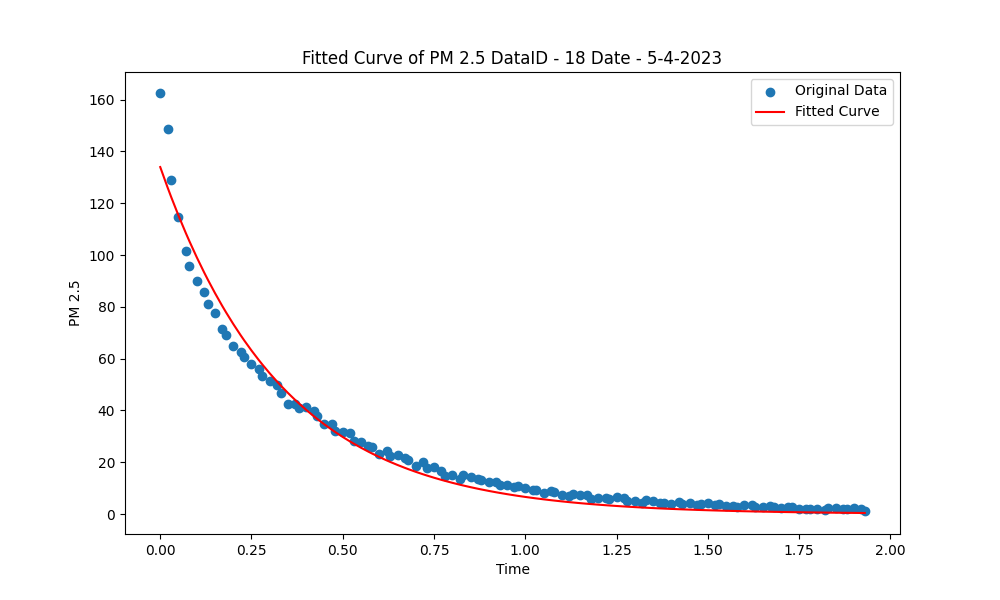 Fitted Curve of PM 2.5 DataID - 18 Date - 5-4-2023
Original Data
Fitted Curve
160
140
120
100
80
60
40
20
0
PM 2.5
0.00 0.25 0.50 0.75 1.00 1.25 1.50 1.75 2.00
Time